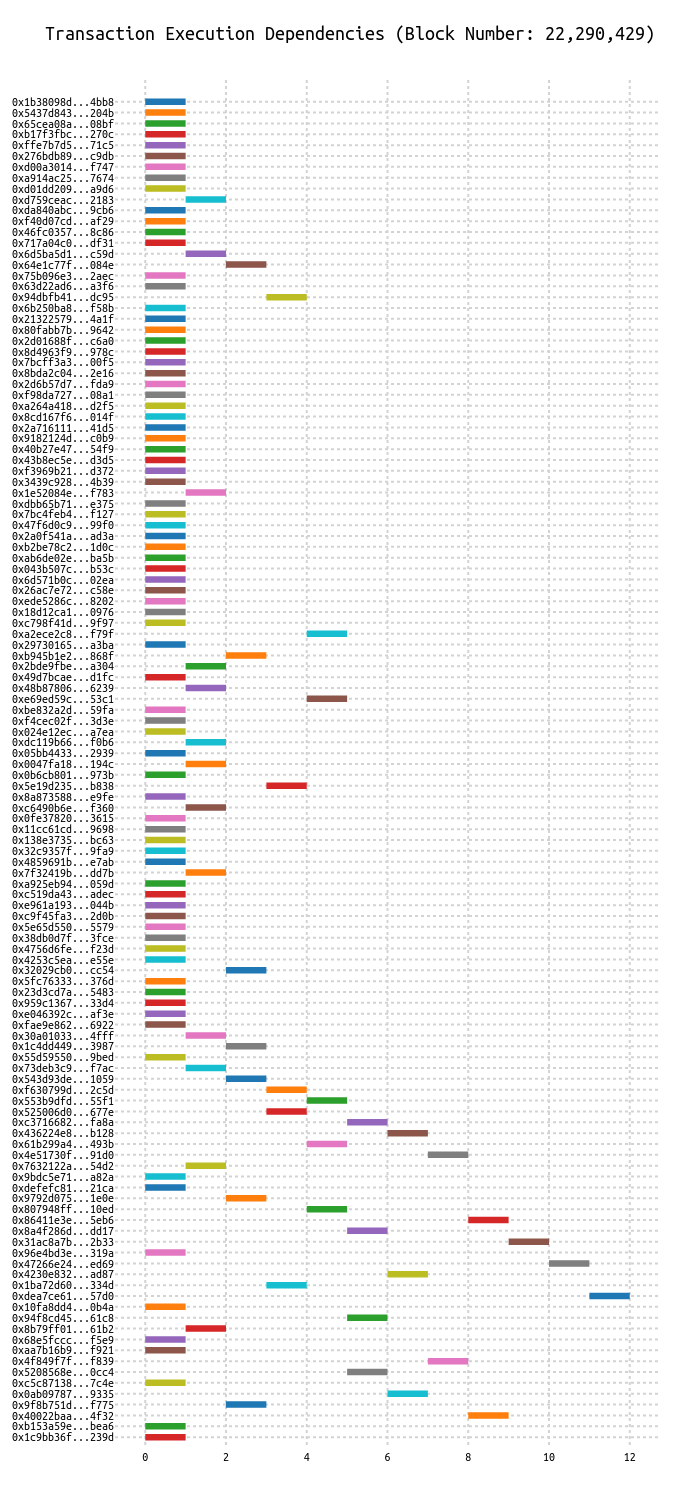 Transaction Execution Dependencies (Block Number: 22,290,429)
0x1b38098d...4bb8
0x5437d843...204b
0x65cea08a...08bf
0xb17f3fbc...270c
0xffe7b7d5...71c5
0x276bdb89...c9db
0xd00a3014...f747
0xa914ac25...7674
0xd01dd209...a9d6
0xd759ceac...2183
0xda840abc...9cb6
0xf40d07cd...af29
0x46fc0357...8c86
0x717a04c0...df31
0x6d5ba5d1...c59d
0x64e1c77f...084e
0x75b096e3...2aec
0x63d22ad6...a3f6
0x94dbfb41...dc95
0x6b250ba8...f58b
0x21322579...4a1f
0x80fabb7b...9642
0x2d01688f...c6a0
0x8d4963f9...978c
0x7bcff3a3...00f5
0x8bda2c04...2e16
0x2d6b57d7...fda9
0xf98da727...08a1
0xa264a418...d2f5
0x8cd167f6...014f
0x2a716111...41d5
0x9182124d...c0b9
0x40b27e47...54f9
0x43b8ec5e...d3d5
0xf3969b21...d372
0x3439c928...4b39
0x1e52084e...f783
0xdbb65b71...e375
0x7bc4feb4...f127
0x47f6d0c9...99f0
0x2a0f541a...ad3a
0xb2be78c2...1d0c
0xab6de02e...ba5b
0x043b507c...b53c
0x6d571b0c...02ea
0x26ac7e72...c58e
0xede5286c...8202
0x18d12ca1...0976
0xc798f41d...9f97
0xa2ece2c8...f79f
0x29730165...a3ba
0xb945b1e2...868f
0x2bde9fbe...a304
0x49d7bcae...d1fc
0x48b87806...6239
0xe69ed59c...53c1
0xbe832a2d...59fa
0xf4cec02f...3d3e
0x024e12ec...a7ea
0xdc119b66...f0b6
0x05bb4433...2939
0x0047fa18...194c
0x0b6cb801...973b
0x5e19d235...b838
0x8a873588...e9fe
0xc6490b6e...f360
0x0fe37820...3615
0x11cc61cd...9698
0x138e3735...bc63
0x32c9357f...9fa9
0x4859691b...e7ab
0x7f32419b...dd7b
0xa925eb94...059d
0xc519da43...adec
0xe961a193...044b
0xc9f45fa3...2d0b
0x5e65d550...5579
0x38db0d7f...3fce
0x4756d6fe...f23d
0x4253c5ea...e55e
0x32029cb0...cc54
0x5fc76333...376d
0x23d3cd7a...5483
0x959c1367...33d4
0xe046392c...af3e
0xfae9e862...6922
0x30a01033...4fff
0x1c4dd449...3987
0x55d59550...9bed
0x73deb3c9...f7ac
0x543d93de...1059
0xf630799d...2c5d
0x553b9dfd...55f1
0x525006d0...677e
0xc3716682...fa8a
0x436224e8...b128
0x61b299a4...493b
0x4e51730f...91d0
0x7632122a...54d2
0x9bdc5e71...a82a
0xdefefc81...21ca
0x9792d075...1e0e
0x807948ff...10ed
0x86411e3e...5eb6
0x8a4f286d...dd17
0x31ac8a7b...2b33
0x96e4bd3e...319a
0x47266e24...ed69
0x4230e832...ad87
0x1ba72d60...334d
0xdea7ce61...57d0
0x10fa8dd4...0b4a
0x94f8cd45...61c8
0x8b79ff01...61b2
0x68e5fccc...f5e9
0xaa7b16b9...f921
0x4f849f7f...f839
0x5208568e...0cc4
0xc5c87138...7c4e
0x0ab09787...9335
0x9f8b751d...f775
0x40022baa...4f32
0xb153a59e...bea6
0x1c9bb36f...239d
0 2 4 6 8 10 12